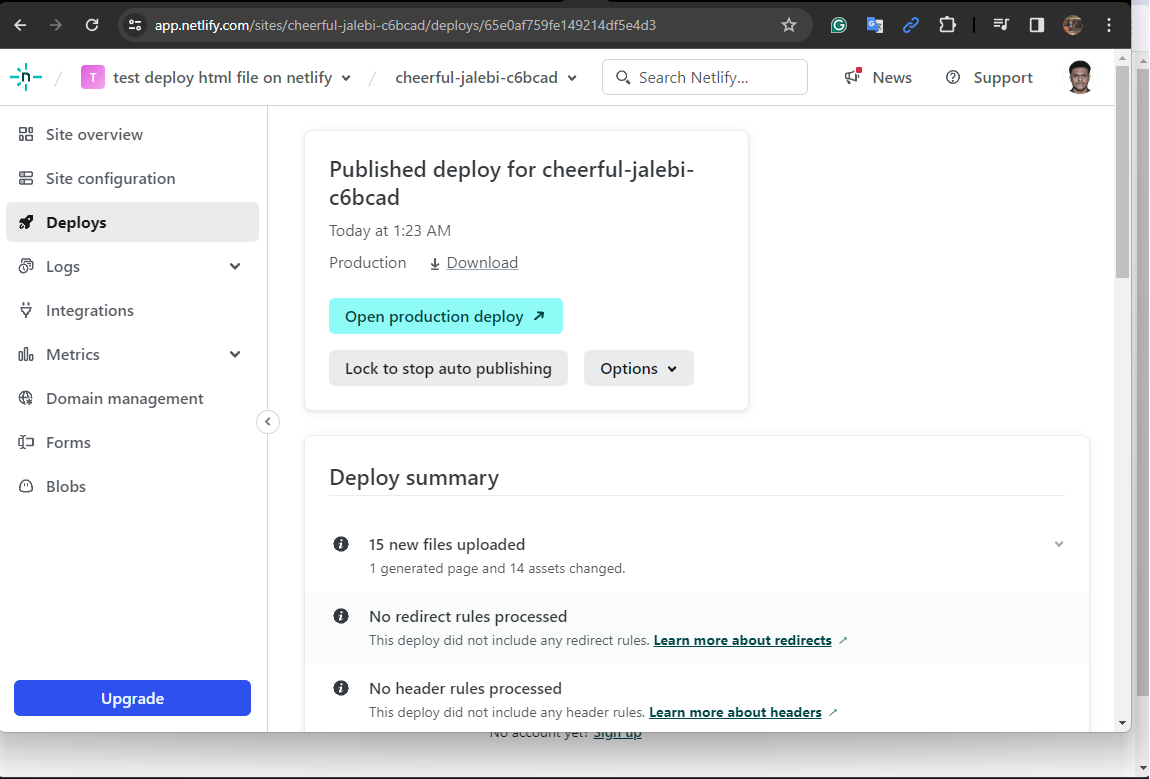 app.netlify.com/sites/cheerful-jalebi-c6bcad/deploys/65e0af759fe149214df5e4d3
n
T
test deploy html file on netlify
cheerful-jalebi-c6bcad
Search Netlify...
News
Support
Site overview
Site configuration
Deploys
Logs
Integrations
Metrics
Domain management
Forms
Blobs
Upgrade
Published deploy for cheerful-jalebi-
c6bcad
Today at 1:23 AM
Production Download
Open production deploy
Lock to stop auto publishing
Options
Deploy summary
15 new files uploaded
1 generated page and 14 assets changed.
No redirect rules processed
This deploy did not include any redirect rules. Learn more about redirects
No header rules processed
This deploy did not include any header rules. Learn more about headers
No account yet? Sign up